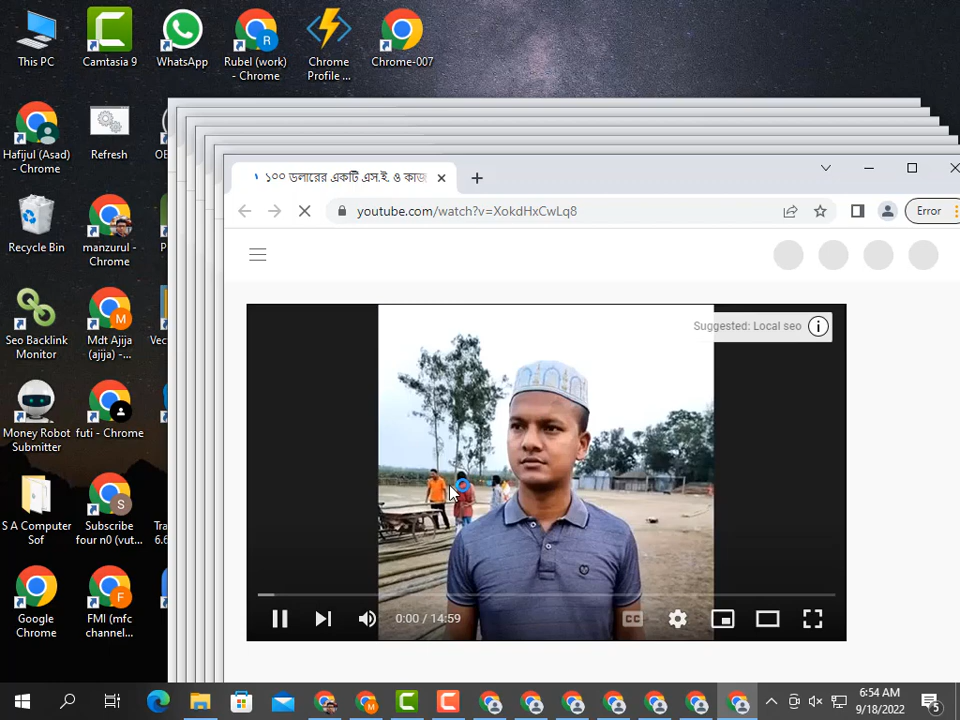 This PC
Camtasia 9
WhatsApp
Rubel (work)
- Chrome
Chrome
Profile ...
Chrome-007
Hafijul (Asad)
- Chrome
Refresh
Recycle Bin
manzurul -
Chrome
Seo Backlink
Monitor
Mdt Ajija
(ajija) -...
Money Robot
Submitter
futi - Chrome
S A Computer
Sof
Subscribe
four n0 (vut...
Google
Chrome
FMI (mfc
channel...
১০০ ডলারের একটি এস.ই. ও কাজ
youtube.com/watch?v=XokdHxCwLq8
Error
Suggested: Local seo
0:00 / 14:59
CC
6:54 AM
9/18/2022
5